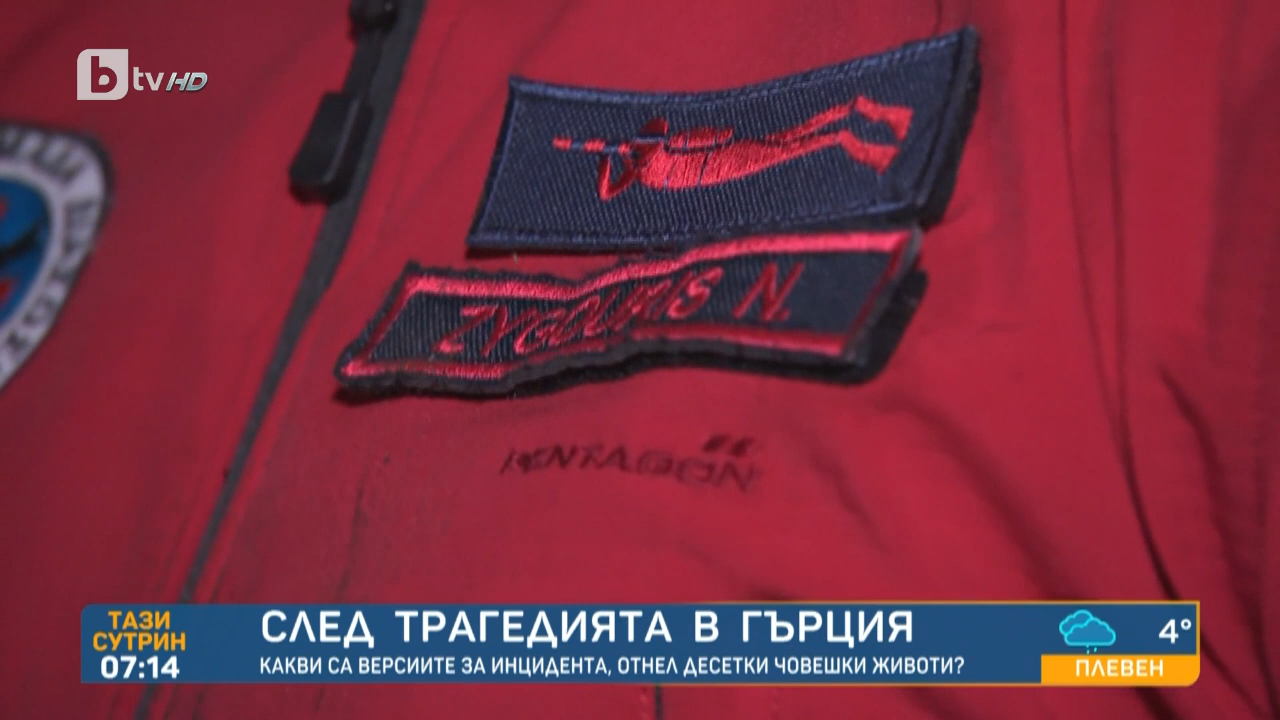 btv HD
ZYGOURIS N.
PENTAGON
ТАЗИ
СУТРИН
07:14
СЛЕД ТРАГЕДИЯТА В ГЪРЦИЯ
КАКВИ СА ВЕРСИИТЕ ЗА ИНЦИДЕНТА, ОТНЕЛ ДЕСЕТКИ ЧОВЕШКИ ЖИВОТИ?
4°
ПЛЕВЕН